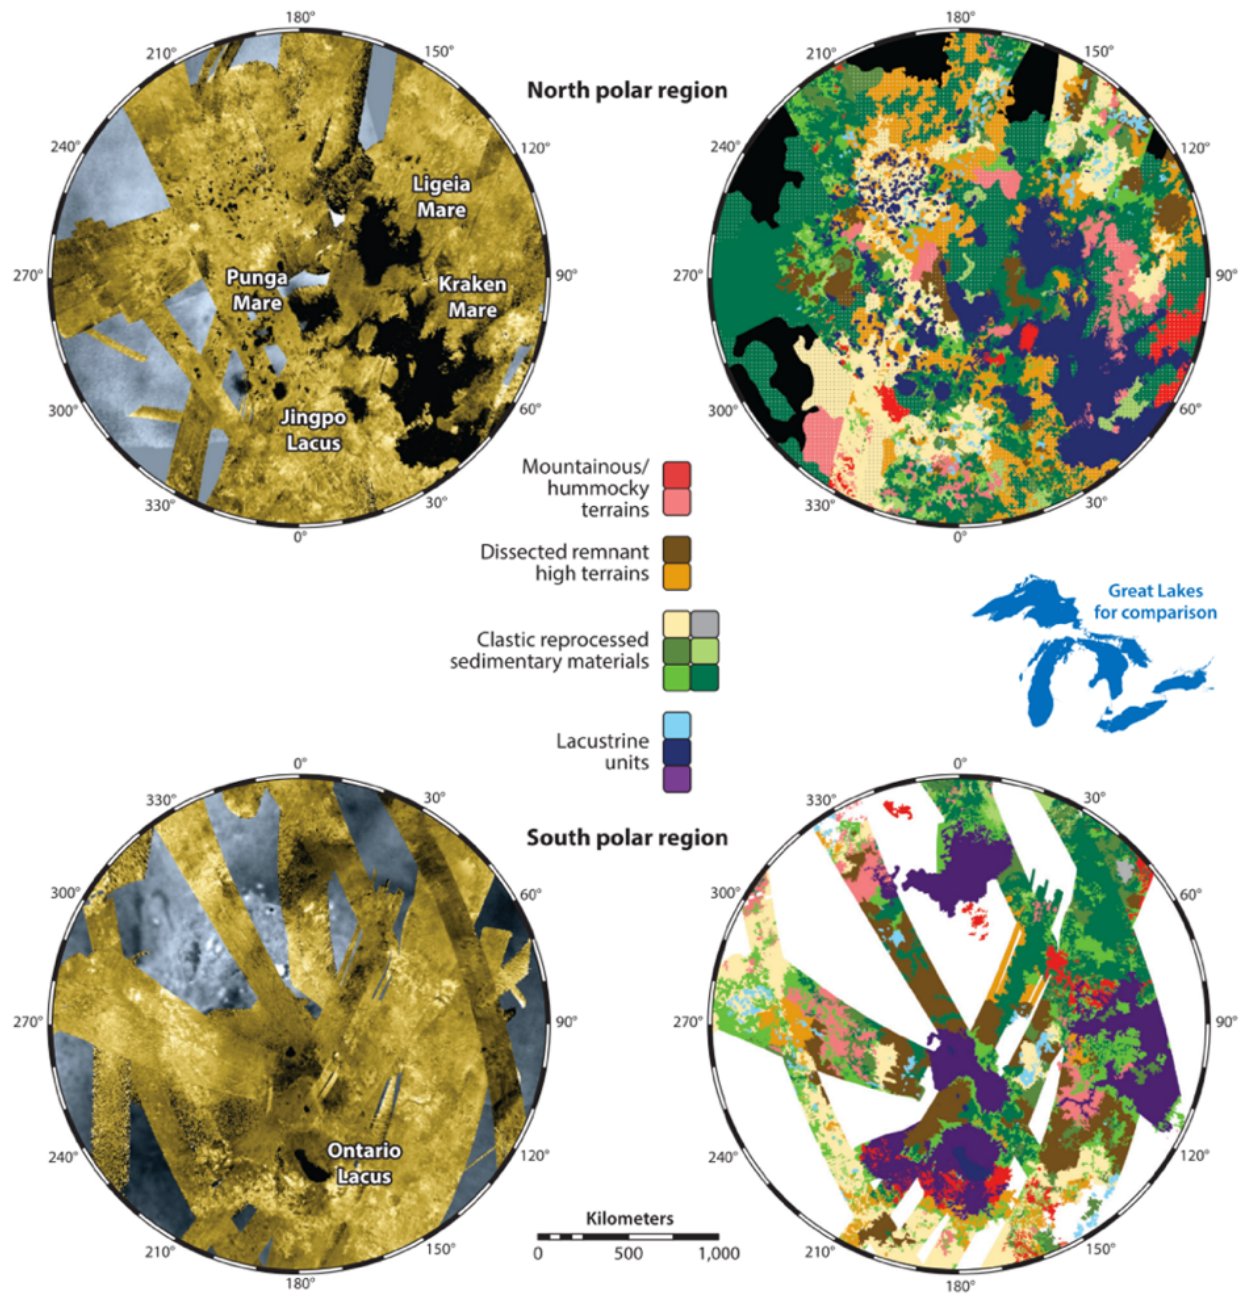 180°
210°
150°
240°
120°
270°
90°
300°
60°
330°
30°
0°
Ligeia
Mare
Punga
Mare
Kraken
Mare
Jingpo
Lacus
North polar region
180°
210°
150°
240°
120°
270°
90°
300°
60°
330°
30°
0°
Mountainous/
hummocky
terrains
Dissected remnant
high terrains
Clastic reprocessed
sedimentary materials
Lacustrine
units
Great Lakes
for comparison
0°
330°
30°
300°
60°
270°
90°
240°
120°
210°
150°
180°
Ontario
Lacus
South polar region
0°
330°
30°
300°
60°
270°
90°
240°
120°
210°
150°
180°
Kilometers
0 500 1,000